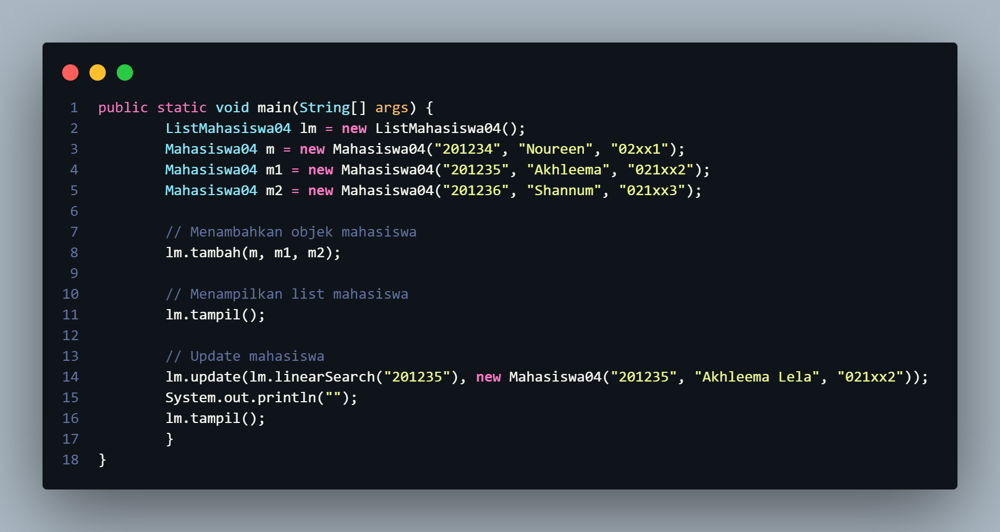 1 public static void main(String[] args) {
2 ListMahasiswa04 lm = new ListMahasiswa04();
3 Mahasiswa04 m = new Mahasiswa04("201234", "Noureen", "02xx1");
4 Mahasiswa04 m1 = new Mahasiswa04("201235", "Akhleema", "021xx2");
5 Mahasiswa04 m2 = new Mahasiswa04("201236", "Shannum", "021xx3");
6
7 // Menambahkan objek mahasiswa
8 lm.tambah(m, m1, m2);
9
10 // Menampilkan list mahasiswa
11 lm.tampil();
12
13 // Update mahasiswa
14 lm.update(lm.linearSearch("201235"), new Mahasiswa04("201235", "Akhleema Lela", "021xx2"));
15 System.out.println("");
16 lm.tampil();
17 }
18 }